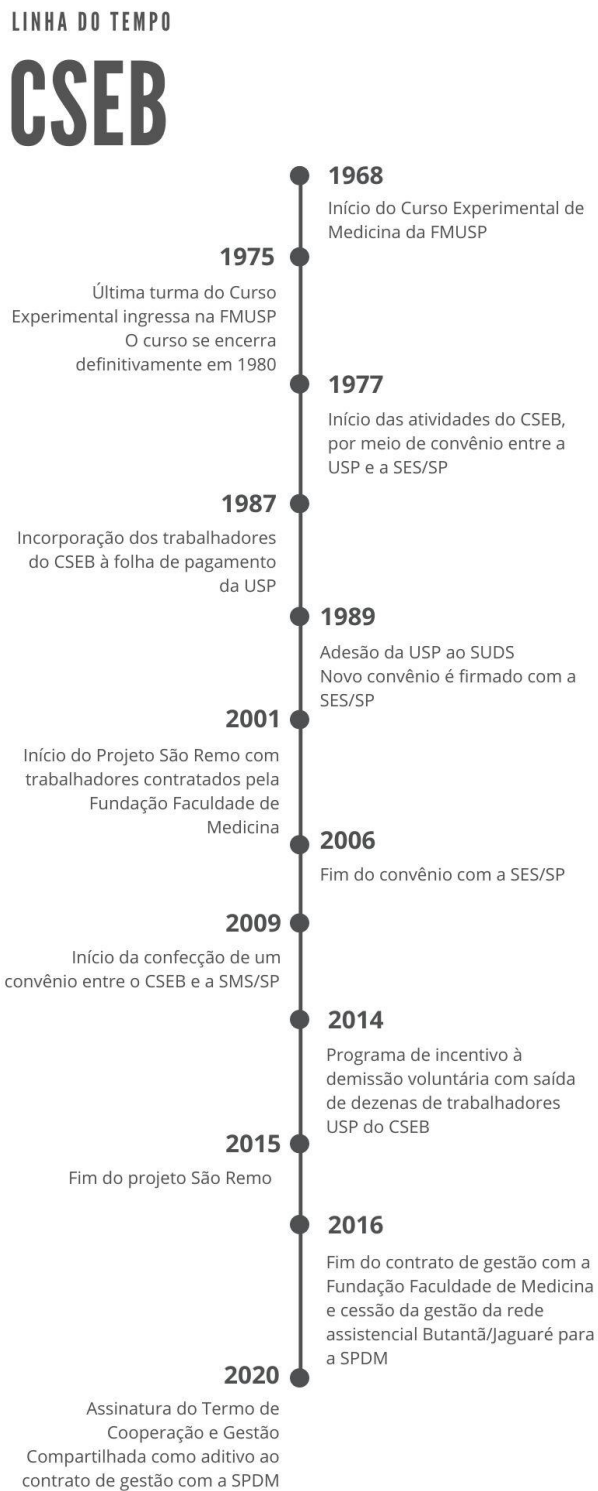 LINHA DO TEMPO
CSEB
1968
Início do Curso Experimental de
Medicina da FMUSP
1975
Última turma do Curso
Experimental ingressa na FMUSP
O curso se encerra
definitivamente em 1980
1977
Início das atividades do CSEB,
por meio de convênio entre a
USP e a SES/SP
1987
Incorporação dos trabalhadores
do CSEB à folha de pagamento
da USP
1989
Adesão da USP ao SUDS
Novo convênio é firmado com a
SES/SP
2001
Início do Projeto São Remo com
trabalhadores contratados pela
Fundação Faculdade de
Medicina
2006
Fim do convênio com a SES/SP
2009
Início da confecção de um
convênio entre o CSEB e a SMS/SP
2014
Programa de incentivo à
demissão voluntária com saída
de dezenas de trabalhadores
USP do CSEB
2015
Fim do projeto São Remo
2016
Fim do contrato de gestão com a
Fundação Faculdade de Medicina
e cessão da gestão da rede
assistencial Butantã/Jaguaré para
a SPDM
2020
Assinatura do Termo de
Cooperação e Gestão
Compartilhada como aditivo ao
contrato de gestão com a SPDM